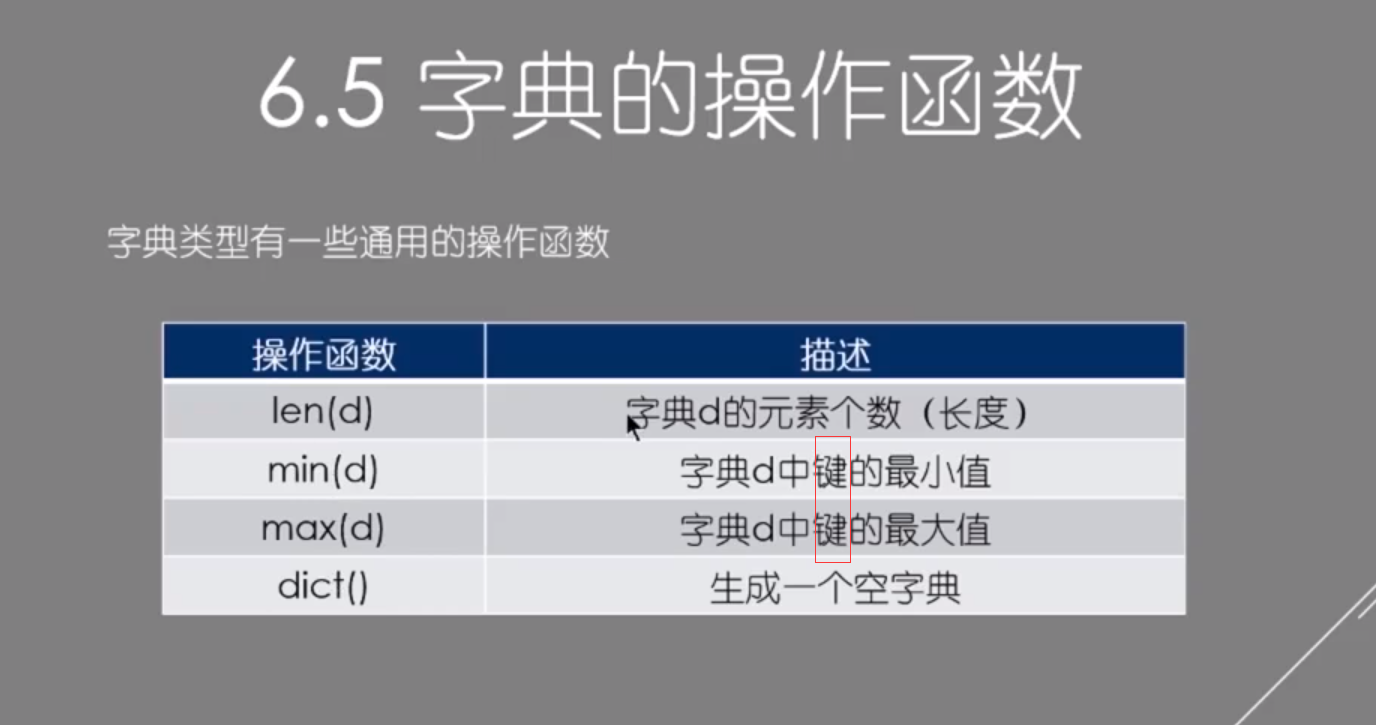 6.5 字典的操作函数
字典类型有一些通用的操作函数
操作函数 描述
len(d) 字典d的元素个数（长度）
min(d) 字典d中键的最小值
max(d) 字典d中键的最大值
dict() 生成一个空字典